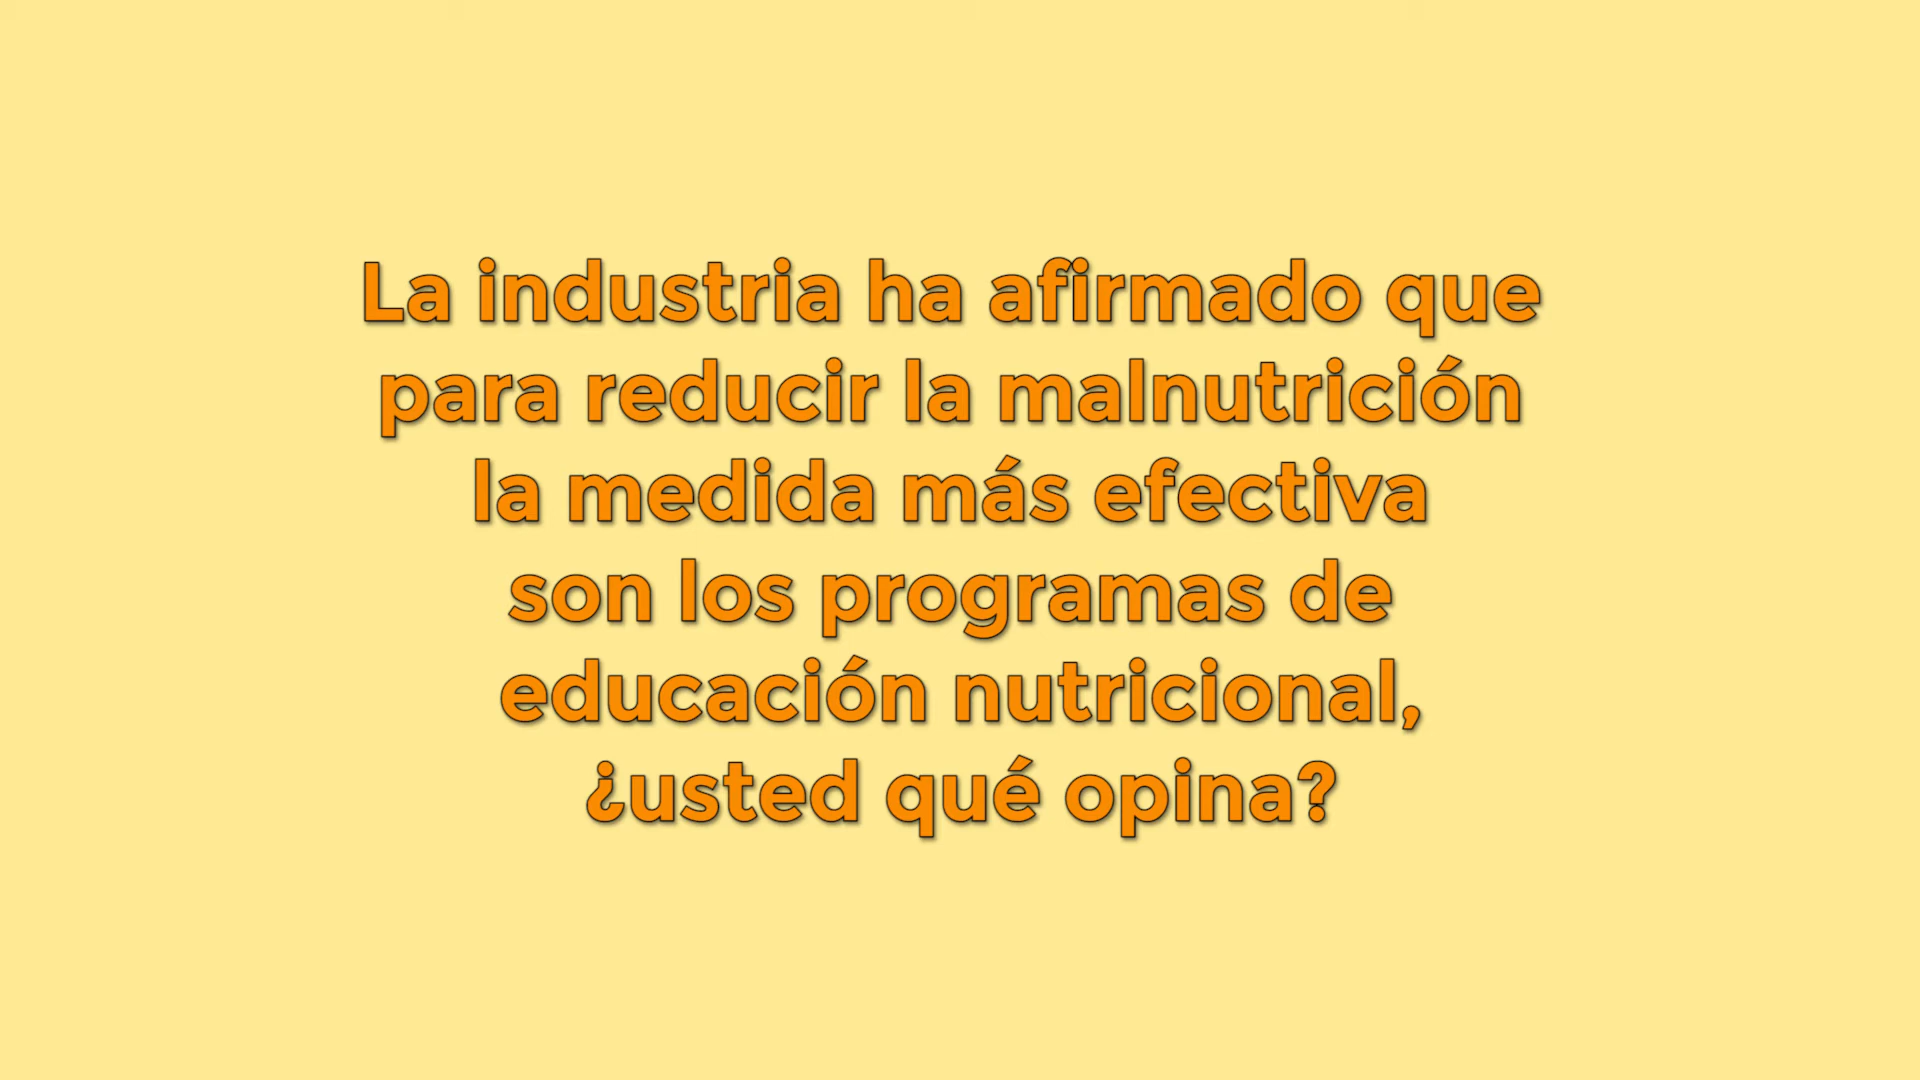 La industria ha afirmado que
para reducir la malnutrición
la medida más efectiva
son los programas de
educación nutricional,
¿usted qué opina?